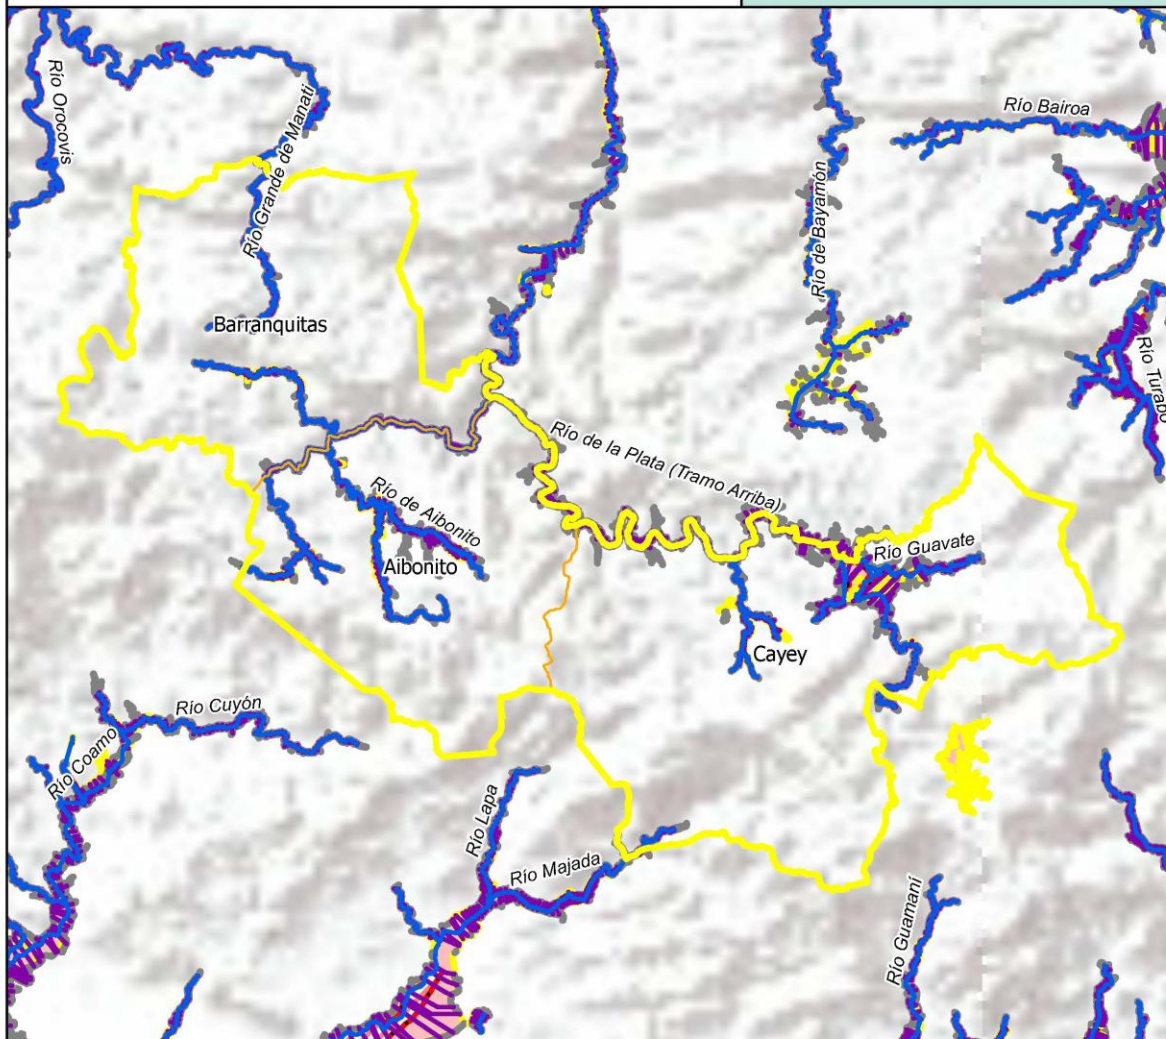 Río Orocovis
Río Grande de Manatí
Río Bairoa
Río de Bayamón
Barranquitas
Río Turabo
Río de la Plata (Tramo Arriba)
Río de Aibonito
Río Guavate
Aibonito
Cayey
Río Cuyón
Río Coamo
Río Lapa
Río Majada
Río Guamaní